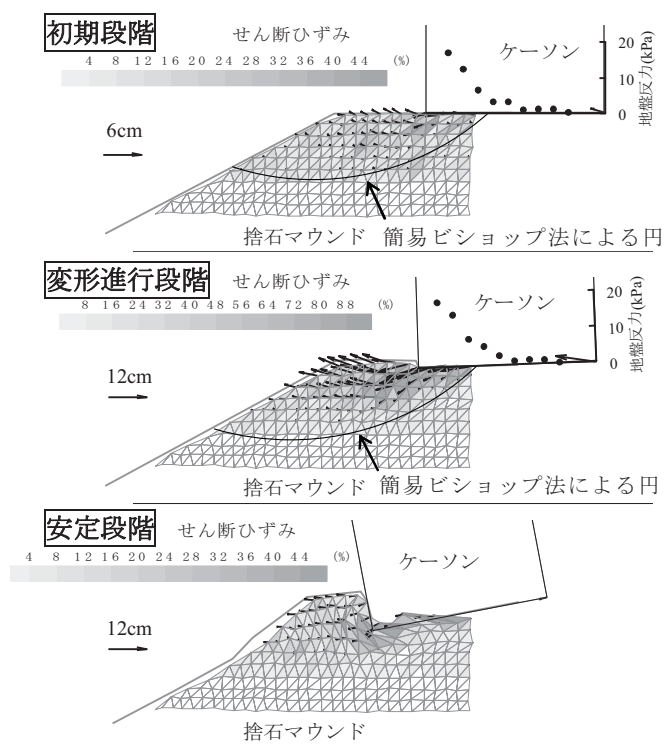 初期段階 せん断ひずみ
4 8 12 16 20 24 28 32 36 40 44 (%)
ケーソン
20
10
0
地盤反力(kPa)
6cm
捨石マウンド 簡易ビショップ法による円
変形進行段階 せん断ひずみ
8 16 24 32 40 48 56 64 72 80 88 (%)
ケーソン
20
10
0
地盤反力(kPa)
12cm
捨石マウンド 簡易ビショップ法による円
安定段階 せん断ひずみ
4 8 12 16 20 24 28 32 36 40 44 (%)
ケーソン
12cm
捨石マウンド